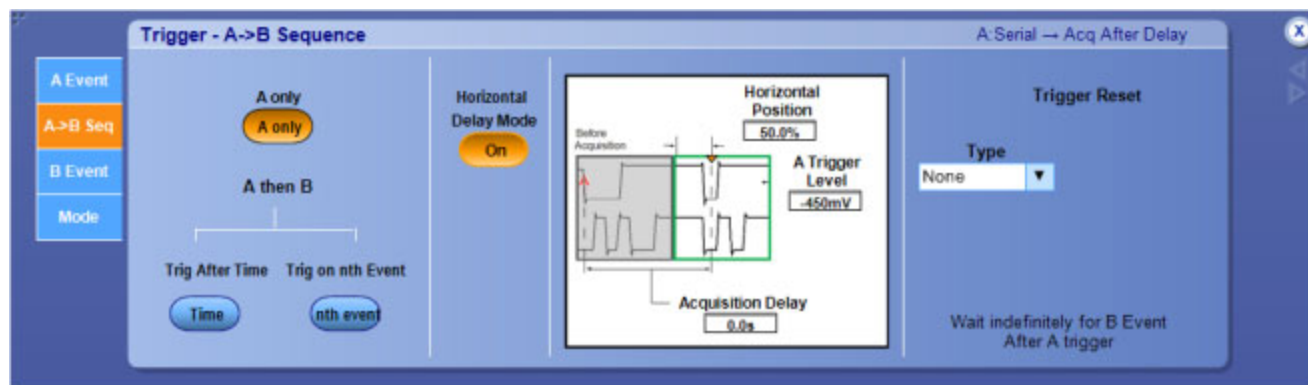 Trigger - A->B Sequence
A:Serial → Acq After Delay
X
A Event
A->B Seq
B Event
Mode
A only
A only
A then B
Trig After Time
Trig on nth Event
Time
nth event
Horizontal
Delay Mode
On
Before
Acquisition
Horizontal
Position
50.0%
A
A Trigger
Level
-450mV
Acquisition Delay
0.0s
Trigger Reset
Type
None
Wait indefinitely for B Event
After A trigger